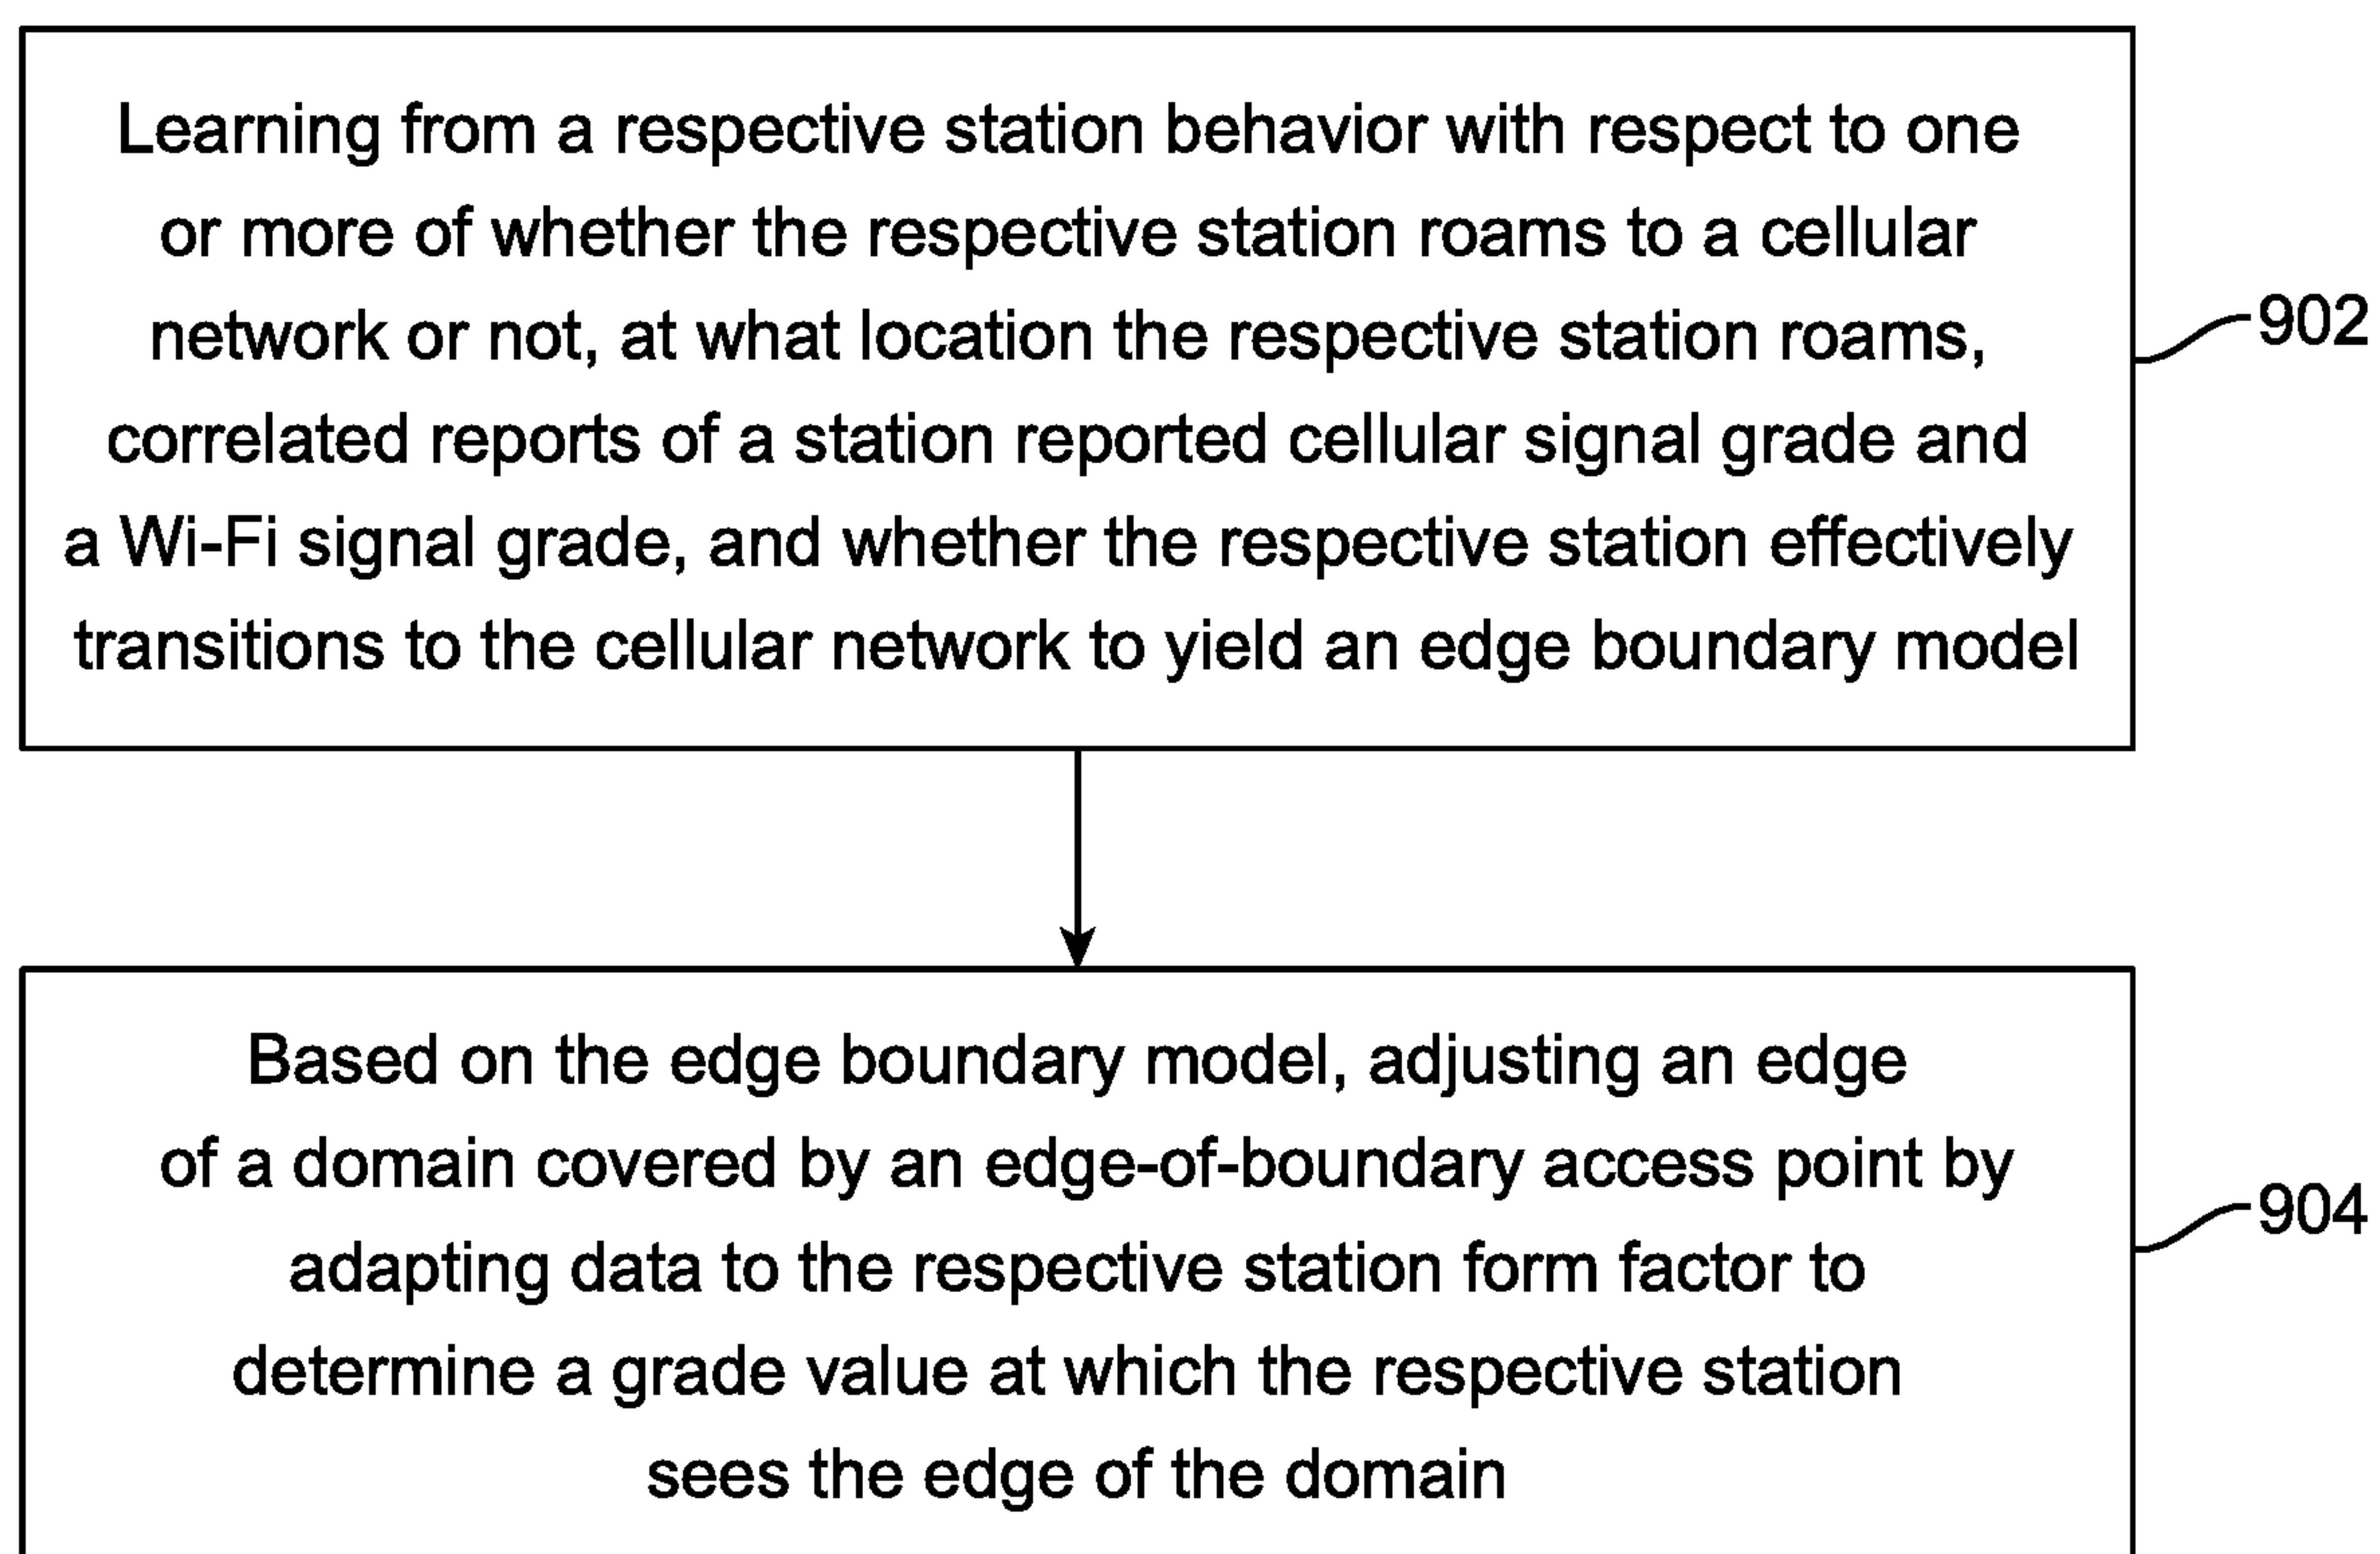 Learning from a respective station behavior with respect to one
or more of whether the respective station roams to a cellular
network or not, at what location the respective station roams,
correlated reports of a station reported cellular signal grade and
a Wi-Fi signal grade, and whether the respective station effectively
transitions to the cellular network to yield an edge boundary model
902
Based on the edge boundary model, adjusting an edge
of a domain covered by an edge-of-boundary access point by
adapting data to the respective station form factor to
determine a grade value at which the respective station
sees the edge of the domain
904